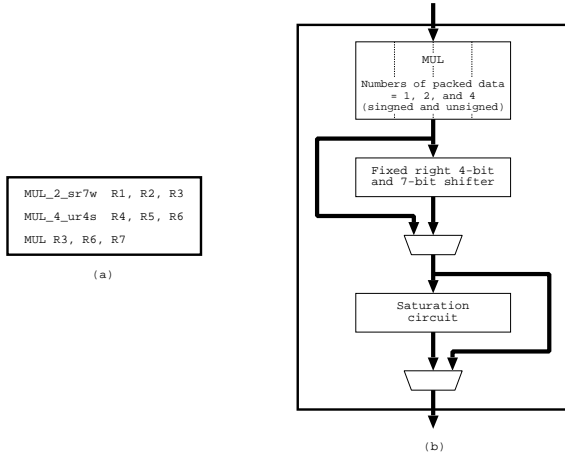 MUL_2_sr7w R1, R2, R3
MUL_4_ur4s R4, R5, R6
MUL R3, R6, R7
(a)
MUL
Numbers of packed data
= 1, 2, and 4
(singned and unsigned)
Fixed right 4-bit
and 7-bit shifter
Saturation
circuit
(b)